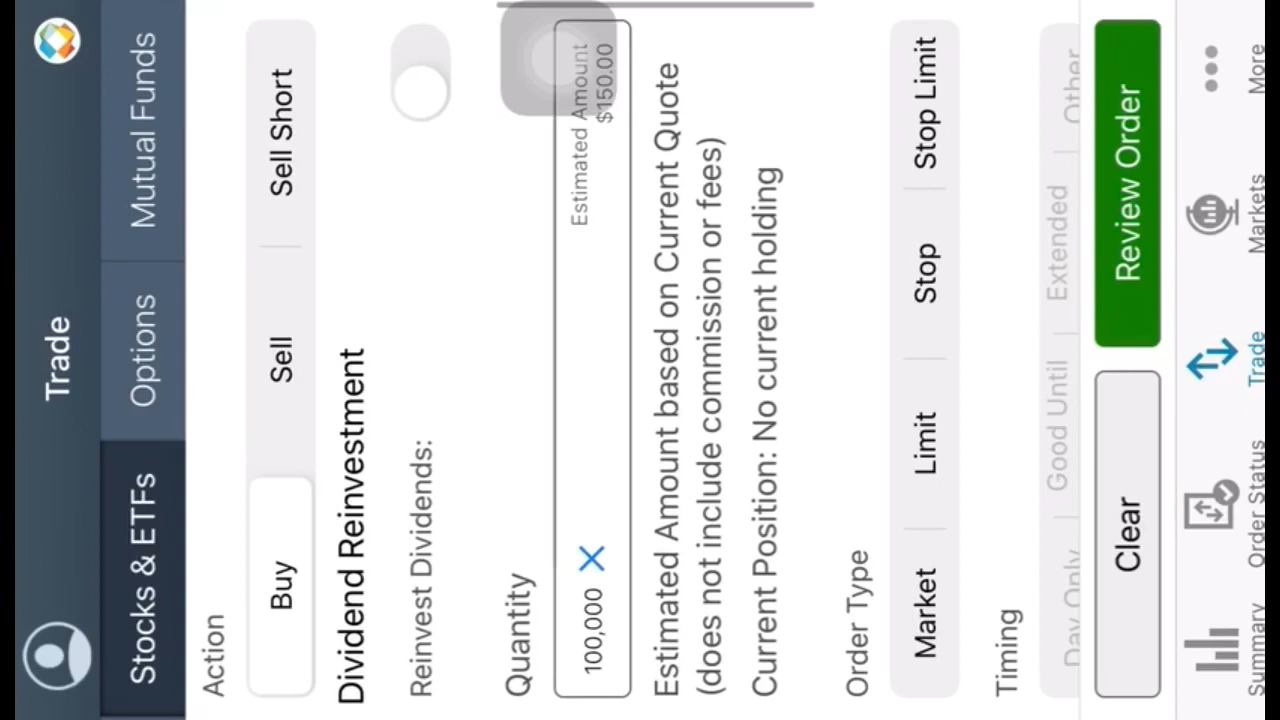 Trade
Stocks & ETFs Options Mutual Funds
Action
Buy Sell Sell Short
Dividend Reinvestment
Reinvest Dividends:
Quantity
100,000 Estimated Amount
$150.00
Estimated Amount based on Current Quote
(does not include commission or fees)
Current Position: No current holding
Order Type
Market Limit Stop Stop Limit
Timing
Day Only Good Until Extended Other
Clear Review Order
Summary Order Status Trade Markets More